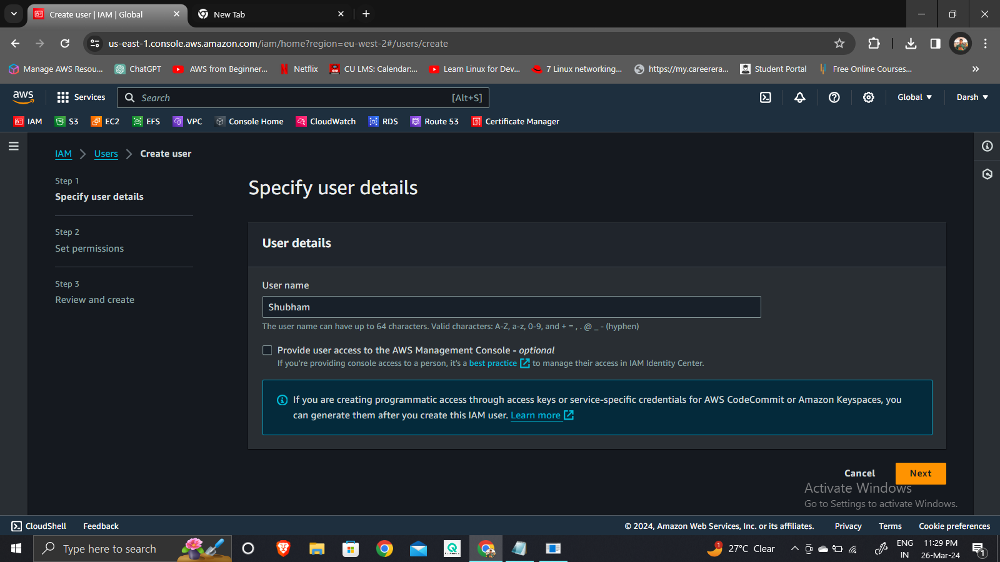 Create user | IAM | Global
New Tab
us-east-1.console.aws.amazon.com/iam/home?region=eu-west-2#/users/create
Manage AWS Resou...
ChatGPT
AWS from Beginner...
Netflix
CU LMS: Calendar:...
Learn Linux for Dev...
7 Linux networking...
https://my.careerera...
Student Portal
Free Online Courses...
aws
Services
Search
[Alt+S]
Global
Darsh
IAM
S3
EC2
EFS
VPC
Console Home
CloudWatch
RDS
Route 53
Certificate Manager
IAM
Users
Create user
Step 1
Specify user details
Step 2
Set permissions
Step 3
Review and create
Specify user details
User details
User name
Shubham
The user name can have up to 64 characters. Valid characters: A-Z, a-z, 0-9, and + = , . @ _ - (hyphen)
Provide user access to the AWS Management Console - optional
If you're providing console access to a person, it's a best practice to manage their access in IAM Identity Center.
If you are creating programmatic access through access keys or service-specific credentials for AWS CodeCommit or Amazon Keyspaces, you
can generate them after you create this IAM user. Learn more
Cancel
Next
Activate Windows
Go to Settings to activate Windows.
CloudShell
Feedback
© 2024, Amazon Web Services, Inc. or its affiliates.
Privacy
Terms
Cookie preferences
Type here to search
1
27°C Clear
ENG
IN
11:29 PM
26-Mar-24
1